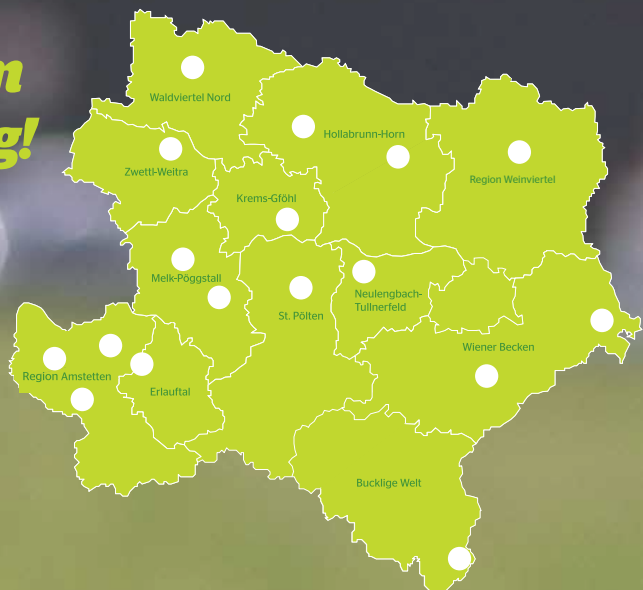 g!
Waldviertel Nord
Hollabrunn-Horn
Zwettl-Weitra
Region Weinviertel
Krems-Gföhl
Melk-Pöggstall
Neulengbach-
Tullnerfeld
St. Pölten
Wiener Becken
Region Amstetten
Erlauftal
Bucklige Welt